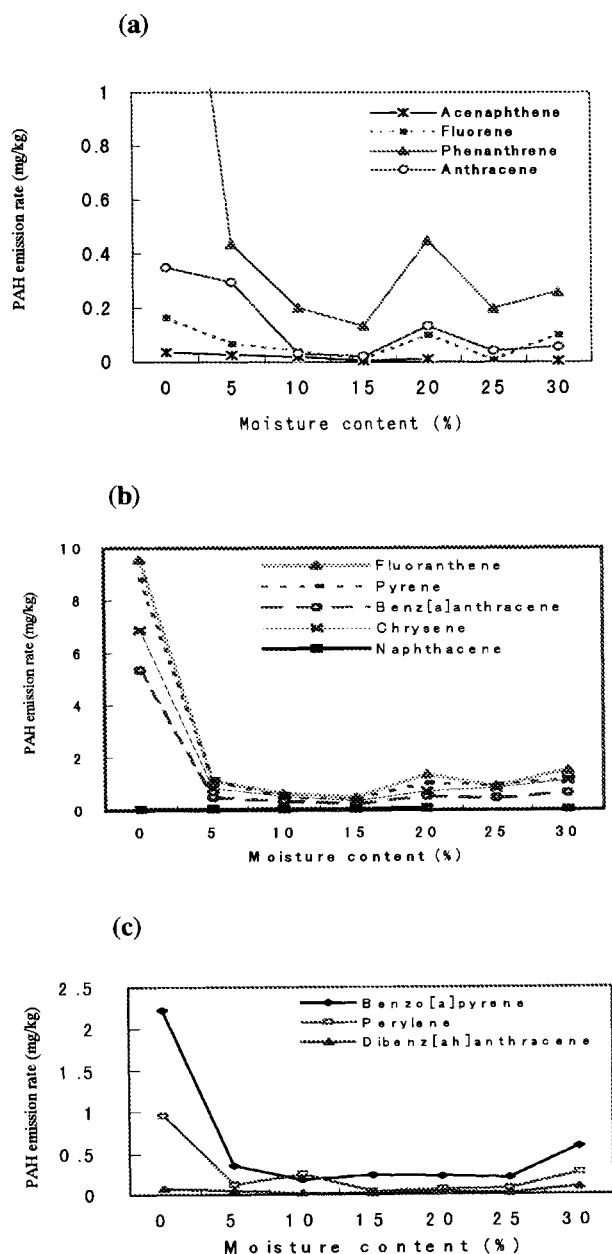 (a)
PAH emission rate (mg/kg)
1
0.8
0.6
0.4
0.2
0
Acenaphthene
Fluorene
Phenanthrene
Anthracene
0 5 10 15 20 25 30
Moisture content (%)
(b)
PAH emission rate (mg/kg)
10
8
6
4
2
0
Fluoranthene
Pyrene
Benz[a]anthracene
Chrysene
Naphthacene
0 5 10 15 20 25 30
Moisture content (%)
(c)
PAH emission rate (mg/kg)
2.5
2
1.5
1
0.5
0
Benzo[a]pyrene
Perylene
Dibenz[ah]anthracene
0 5 10 15 20 25 30
Moisture content (%)